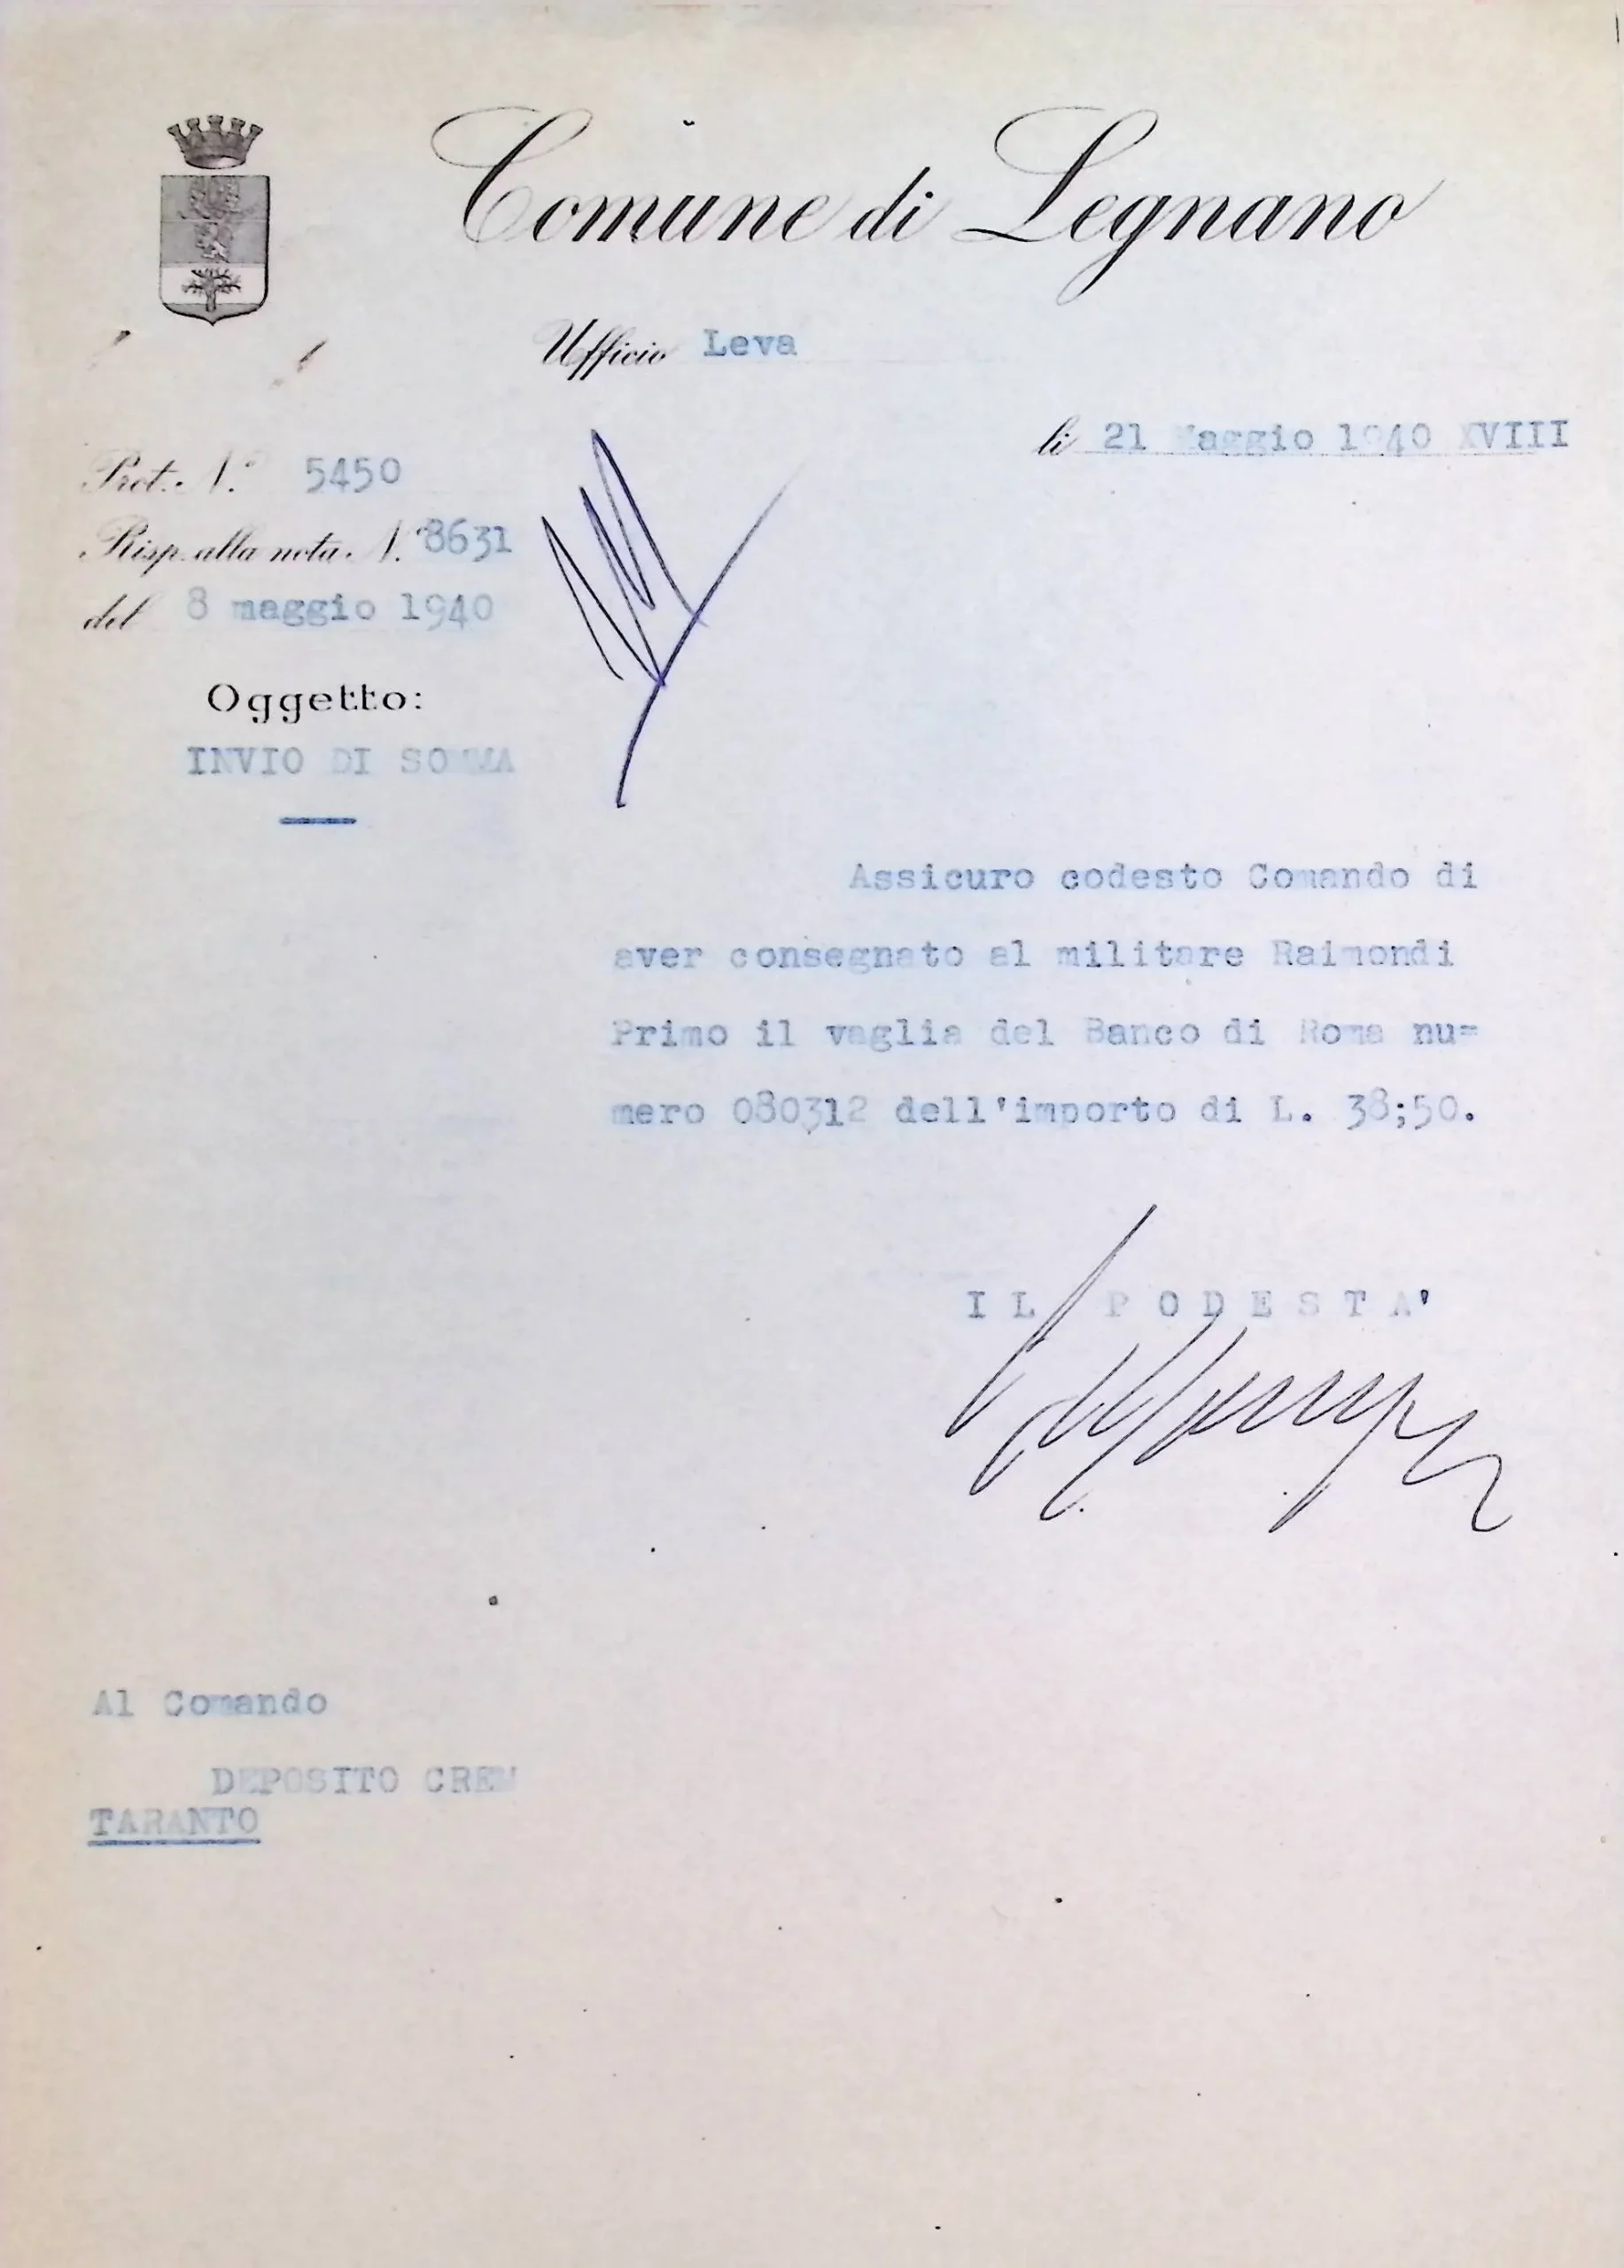 Comune di Legnano
Ufficio Leva
li 21 Maggio 1940 XVIII
Prot. N.° 5450
Risp. alla nota N.° 8631
del 8 maggio 1940
Oggetto:
INVIO DI SOMMA
Assicuro codesto Comando di
aver consegnato al militare Raimondi
Primo il vaglia del Banco di Roma nu=
mero 080312 dell'importo di L. 38;50.
IL PODESTA'
Al Comando
DEPOSITO CREM
TARANTO